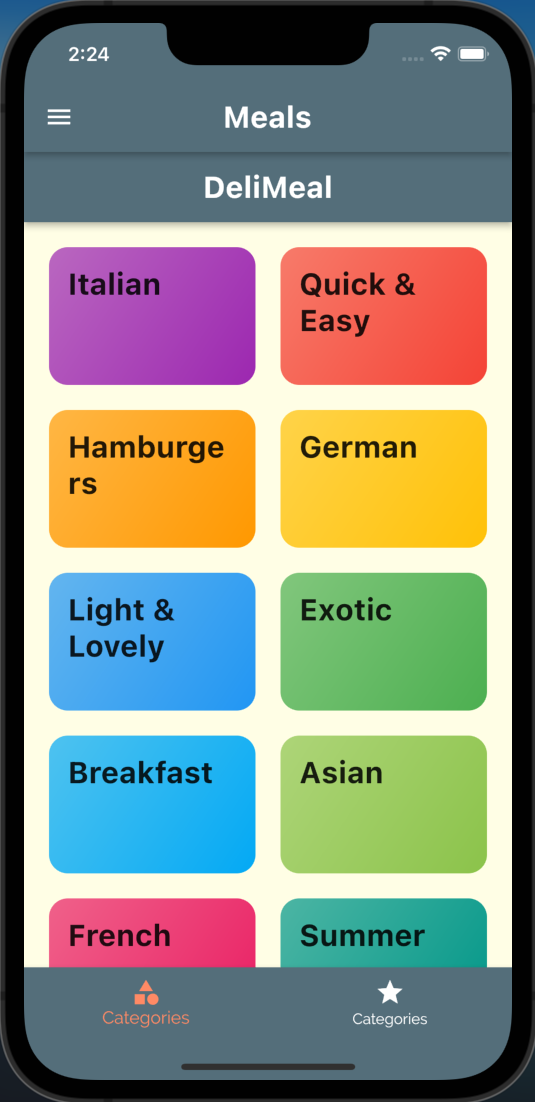 2:24
Meals
DeliMeal
Italian
Quick &
Easy
Hamburge
rs
German
Light &
Lovely
Exotic
Breakfast
Asian
French
Summer
Categories
Categories